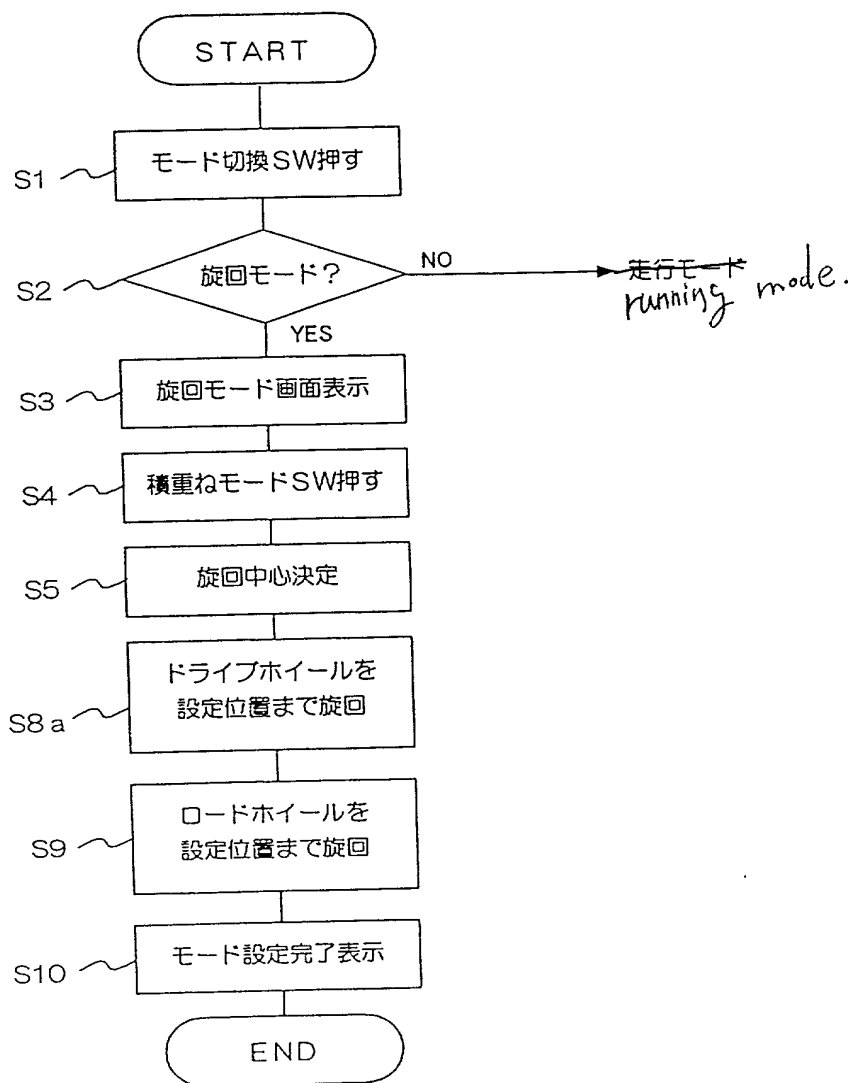 START
S1
モード切換SW押す
S2
旋回モード?
NO
走行モード
running mode.
YES
S3
旋回モード画面表示
S4
積重ねモードSW押す
S5
旋回中心決定
S8a
ドライブホイールを
設定位置まで旋回
S9
ロードホイールを
設定位置まで旋回
S10
モード設定完了表示
END